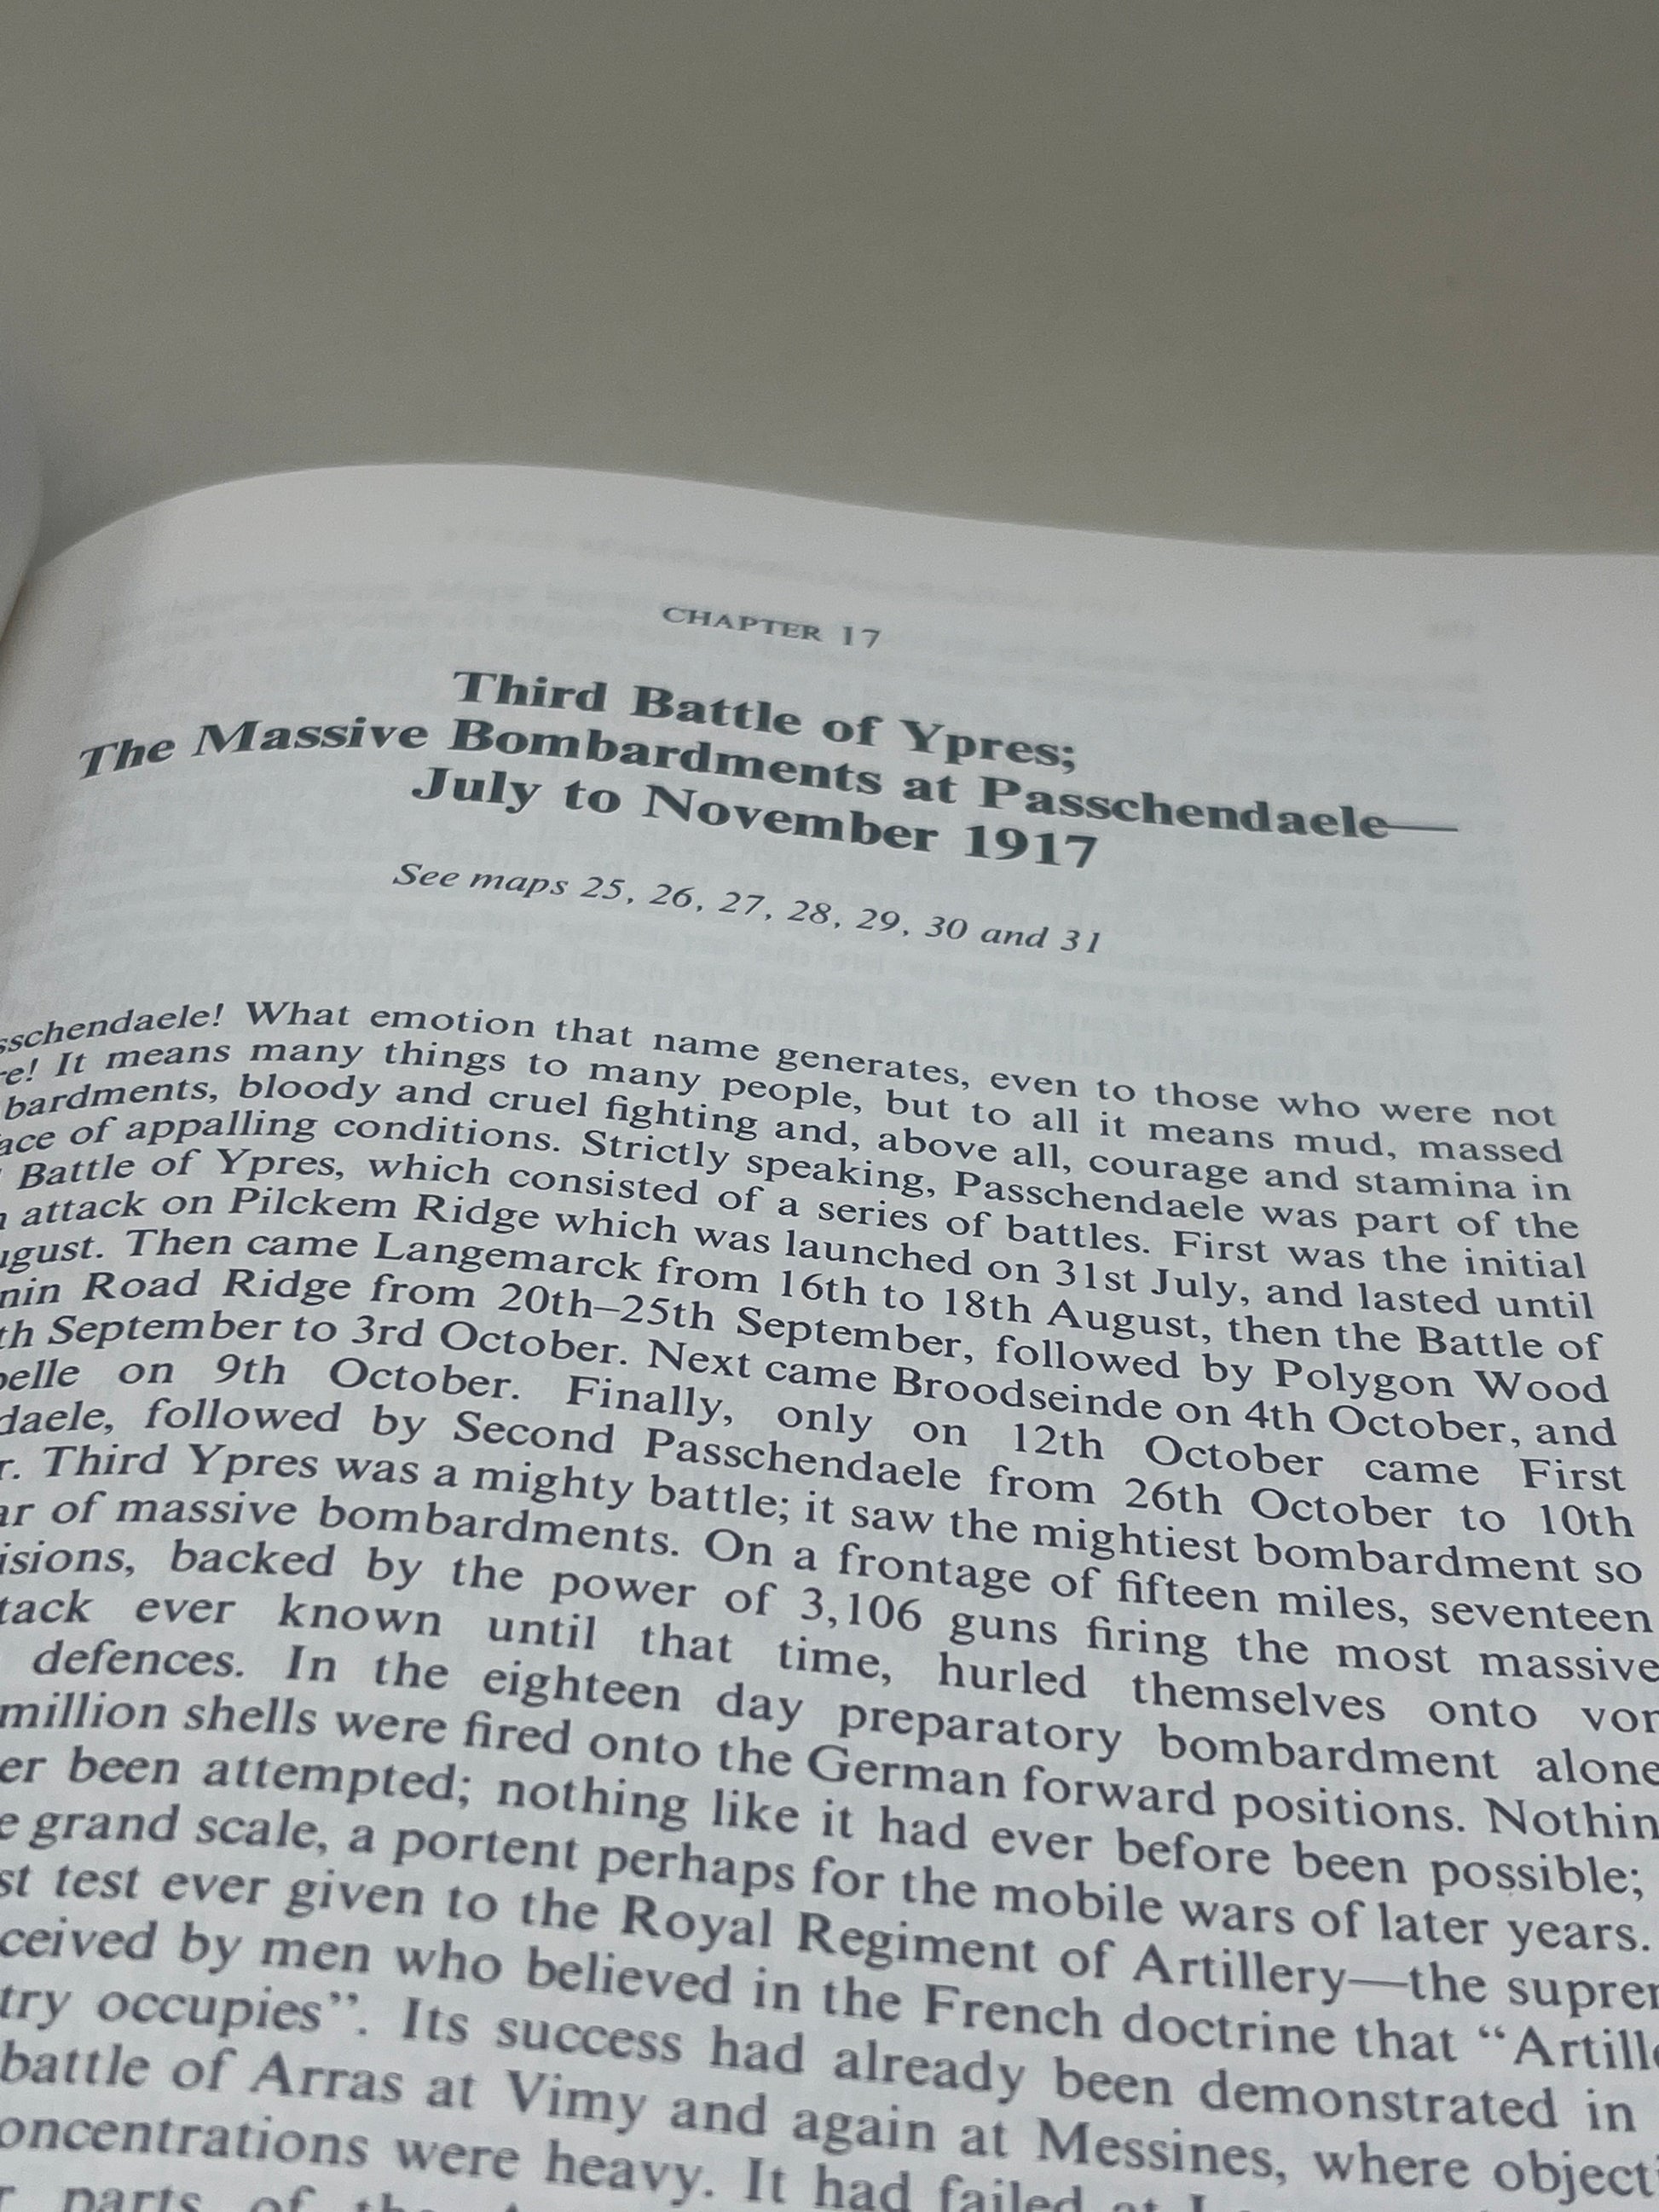 CHAPTER 17
Third Battle of Ypres;
The Massive Bombardments at Passchendaele—
July to November 1917
See maps 25, 26, 27, 28, 29, 30 and 31
sschendaele! What emotion that name generates, even to those who were not
e! It means many things to many people, but to all it means mud, massed
bardments, bloody and cruel fighting and, above all, courage and stamina in
ace of appalling conditions. Strictly speaking, Passchendaele was part of the
Battle of Ypres, which consisted of a series of battles. First was the initial
attack on Pilckem Ridge which was launched on 31st July, and lasted until
ugust. Then came Langemarck from 16th to 18th August, then the Battle of
nin Road Ridge from 20th–25th September, followed by Polygon Wood
th September to 3rd October. Next came Broodseinde on 4th October, and
elle on 9th October. Finally, only on 12th October came First
daele, followed by Second Passchendaele from 26th October to 10th
r. Third Ypres was a mighty battle; it saw the mightiest bombardment so
ar of massive bombardments. On a frontage of fifteen miles, seventeen
isions, backed by the power of 3,106 guns firing the most massive
tack ever known until that time, hurled themselves onto
defences. In the eighteen day preparatory bombardment alone
million shells were fired onto the German forward positions. Nothin
er been attempted; nothing like it had ever before been possible;
e grand scale, a portent perhaps for the mobile wars of later years.
st test ever given to the Royal Regiment of Artillery—the suprem
ceived by men who believed in the French doctrine that “Artille
try occupies”. Its success had already been demonstrated in
battle of Arras at Vimy and again at Messines, where objecti
oncentrations were heavy. It had failed at
parts of the